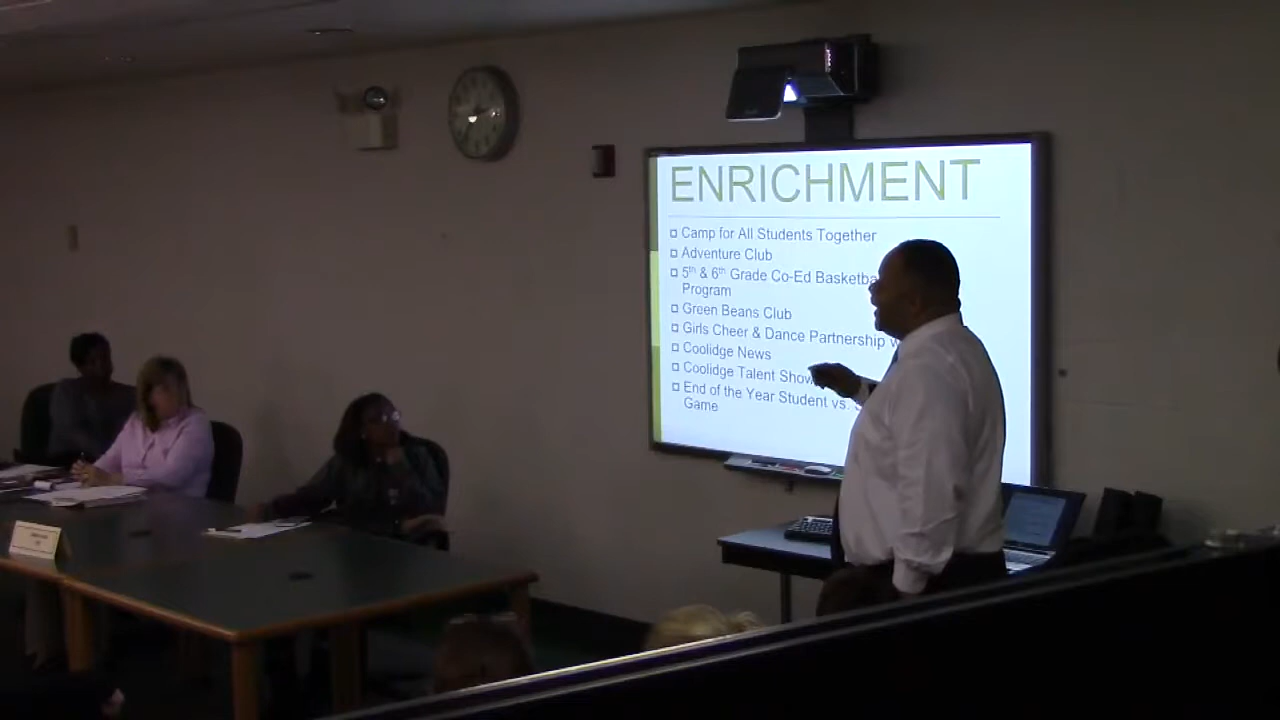 ENRICHMENT
Camp for All Students Together
Adventure Club
5th & 6th Grade Co-Ed
Program
Green Beans Club
Girls Cheer & Dance Partnership
Coolidge News
Coolidge Talent Show
End of the Year Student vs.
Game